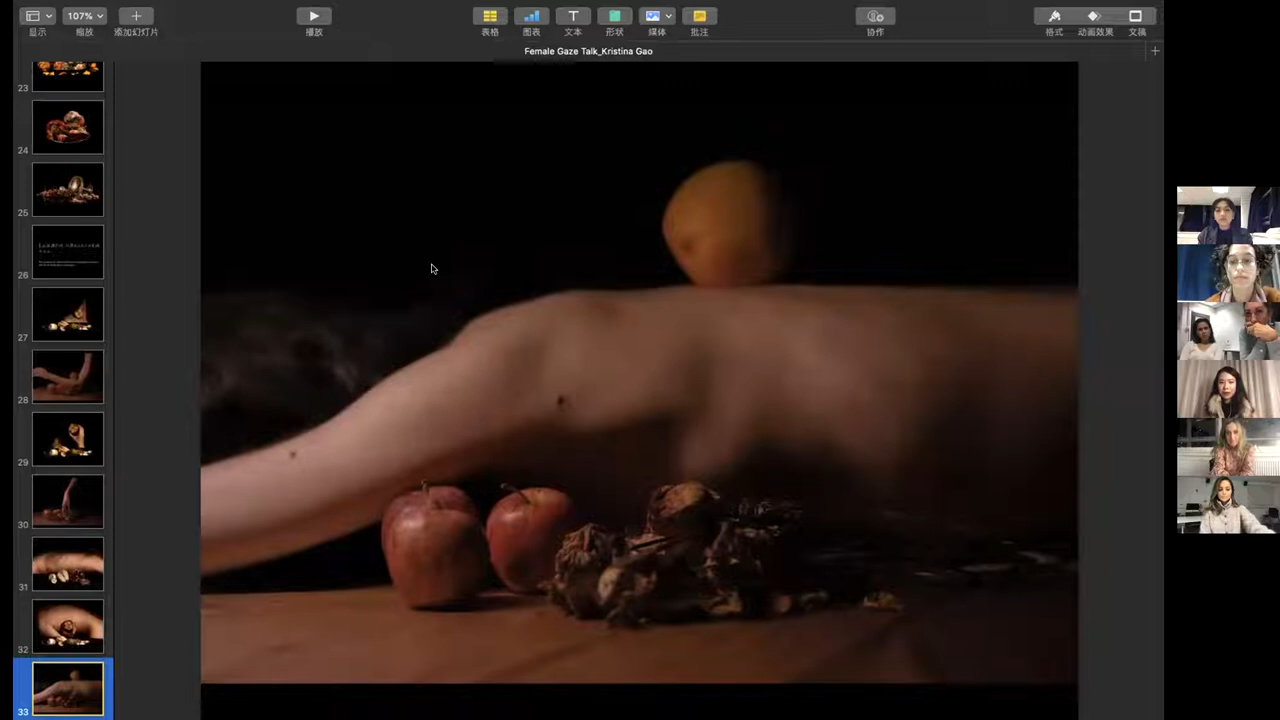 107%
显示
缩放
添加幻灯片
播放
表格
图表
文本
形状
媒体
批注
协作
格式
动画效果
文稿
Female Gaze Talk_Kristina Gao
23
24
25
26
27
28
29
30
31
32
33